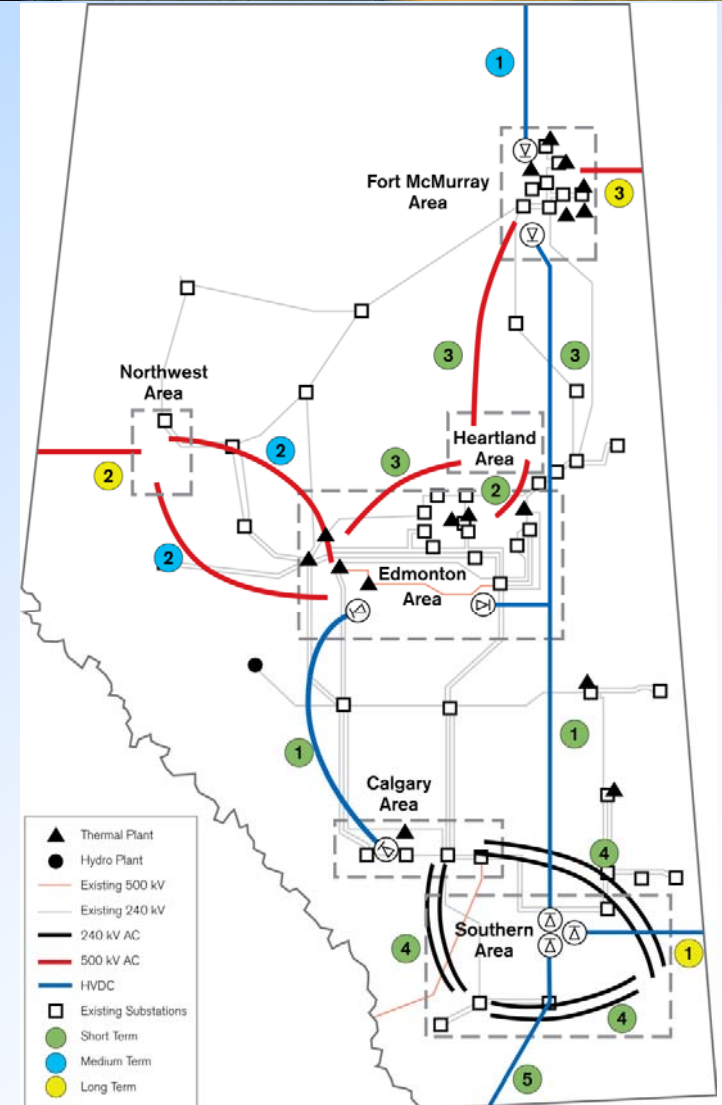 1
Fort McMurray
Area
3
3
3
Northwest
Area
2
Heartland
Area
3
2
2
2
Edmonton
Area
1
1
Calgary
Area
4
Southern
Area
4
1
4
5
Thermal Plant
Hydro Plant
Existing 500 kV
Existing 240 kV
240 kV AC
500 kV AC
HVDC
Existing Substations
Short Term
Medium Term
Long Term